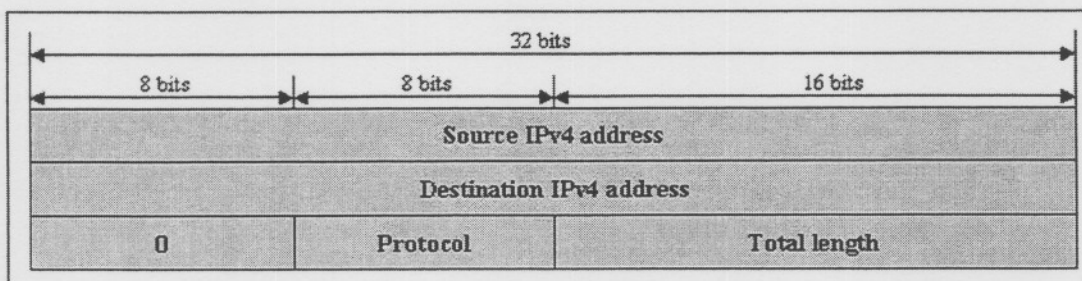 32 bits
8 bits 8 bits 16 bits
Source IPv4 address
Destination IPv4 address
0 Protocol Total length